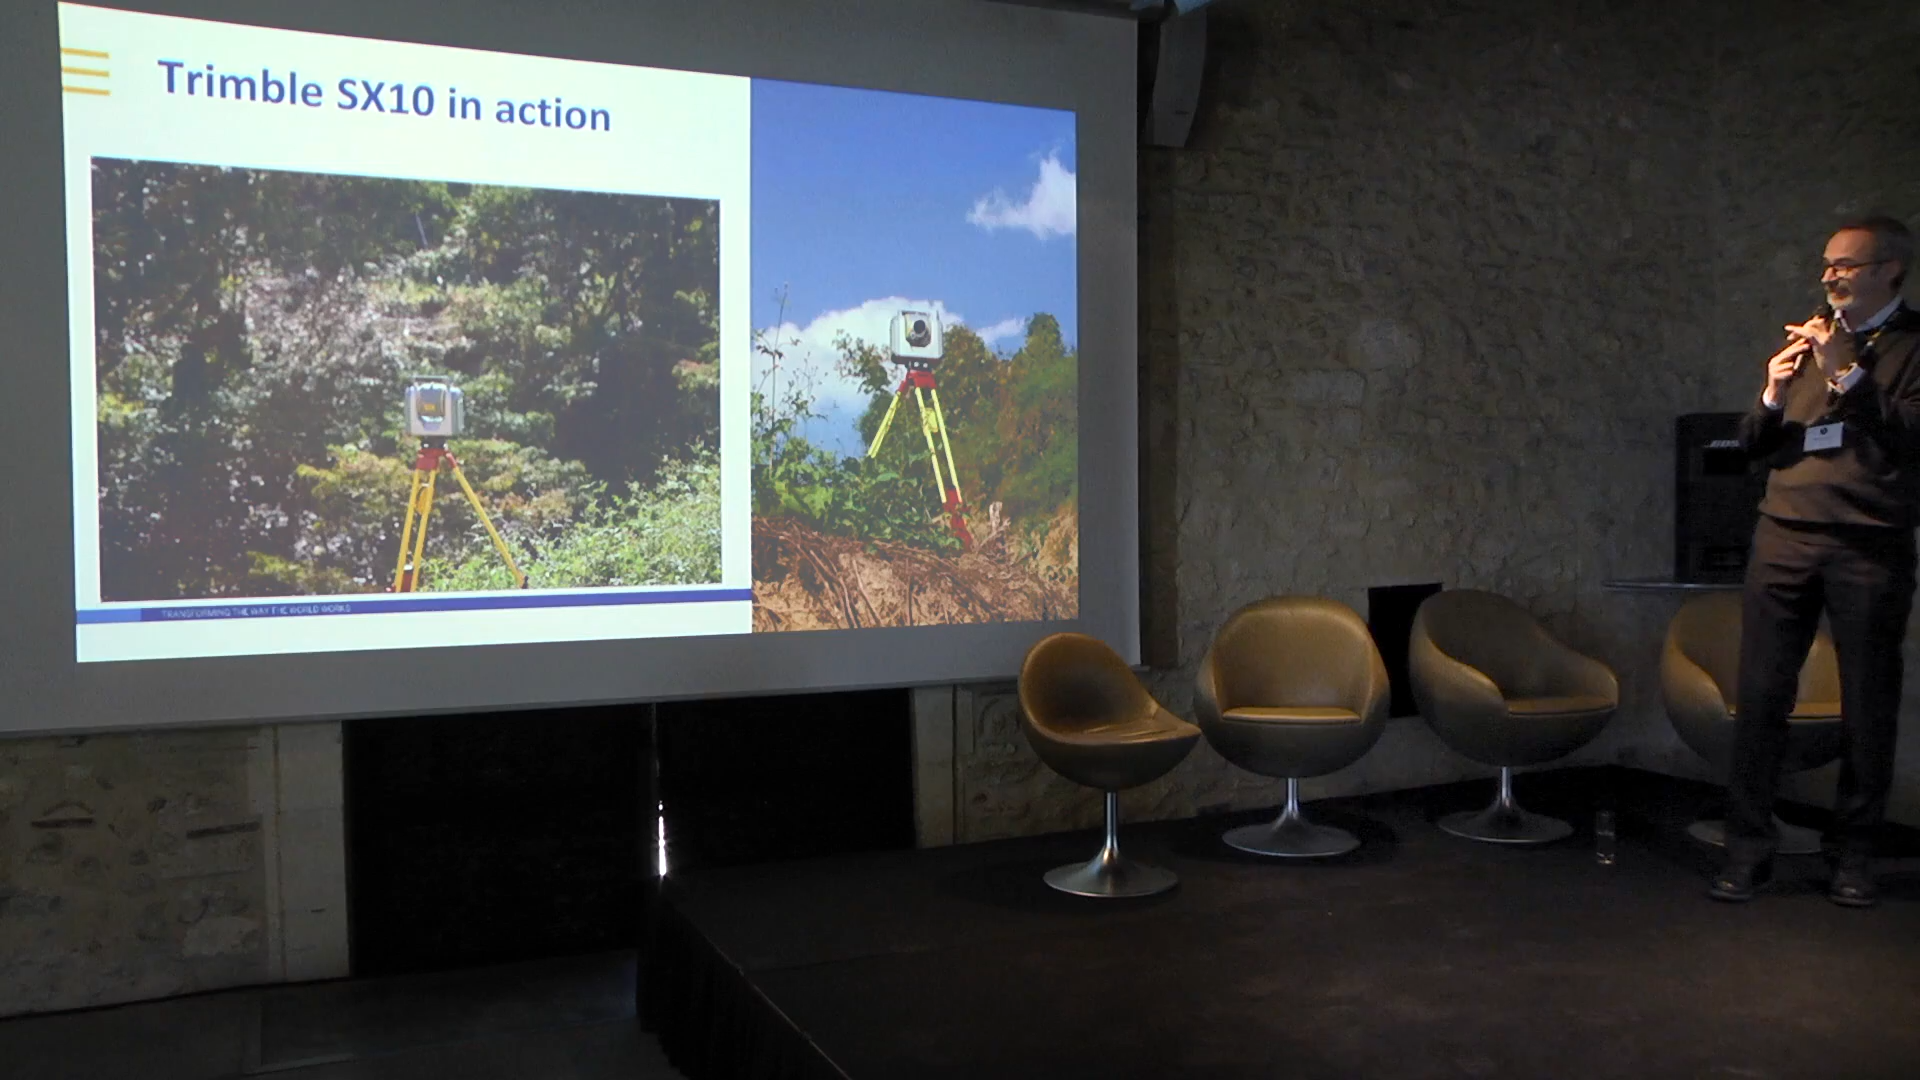 Trimble SX10 in action
TRANSFORMING THE WAY THE WORLD WORKS